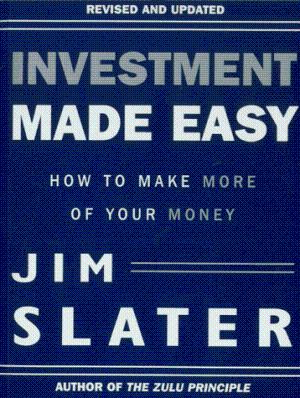 REVISED AND UPDATED
INVESTMENT
MADE EASY
HOW TO MAKE MORE
OF YOUR MONEY
JIM
SLATER
AUTHOR OF THE ZULU PRINCIPLE